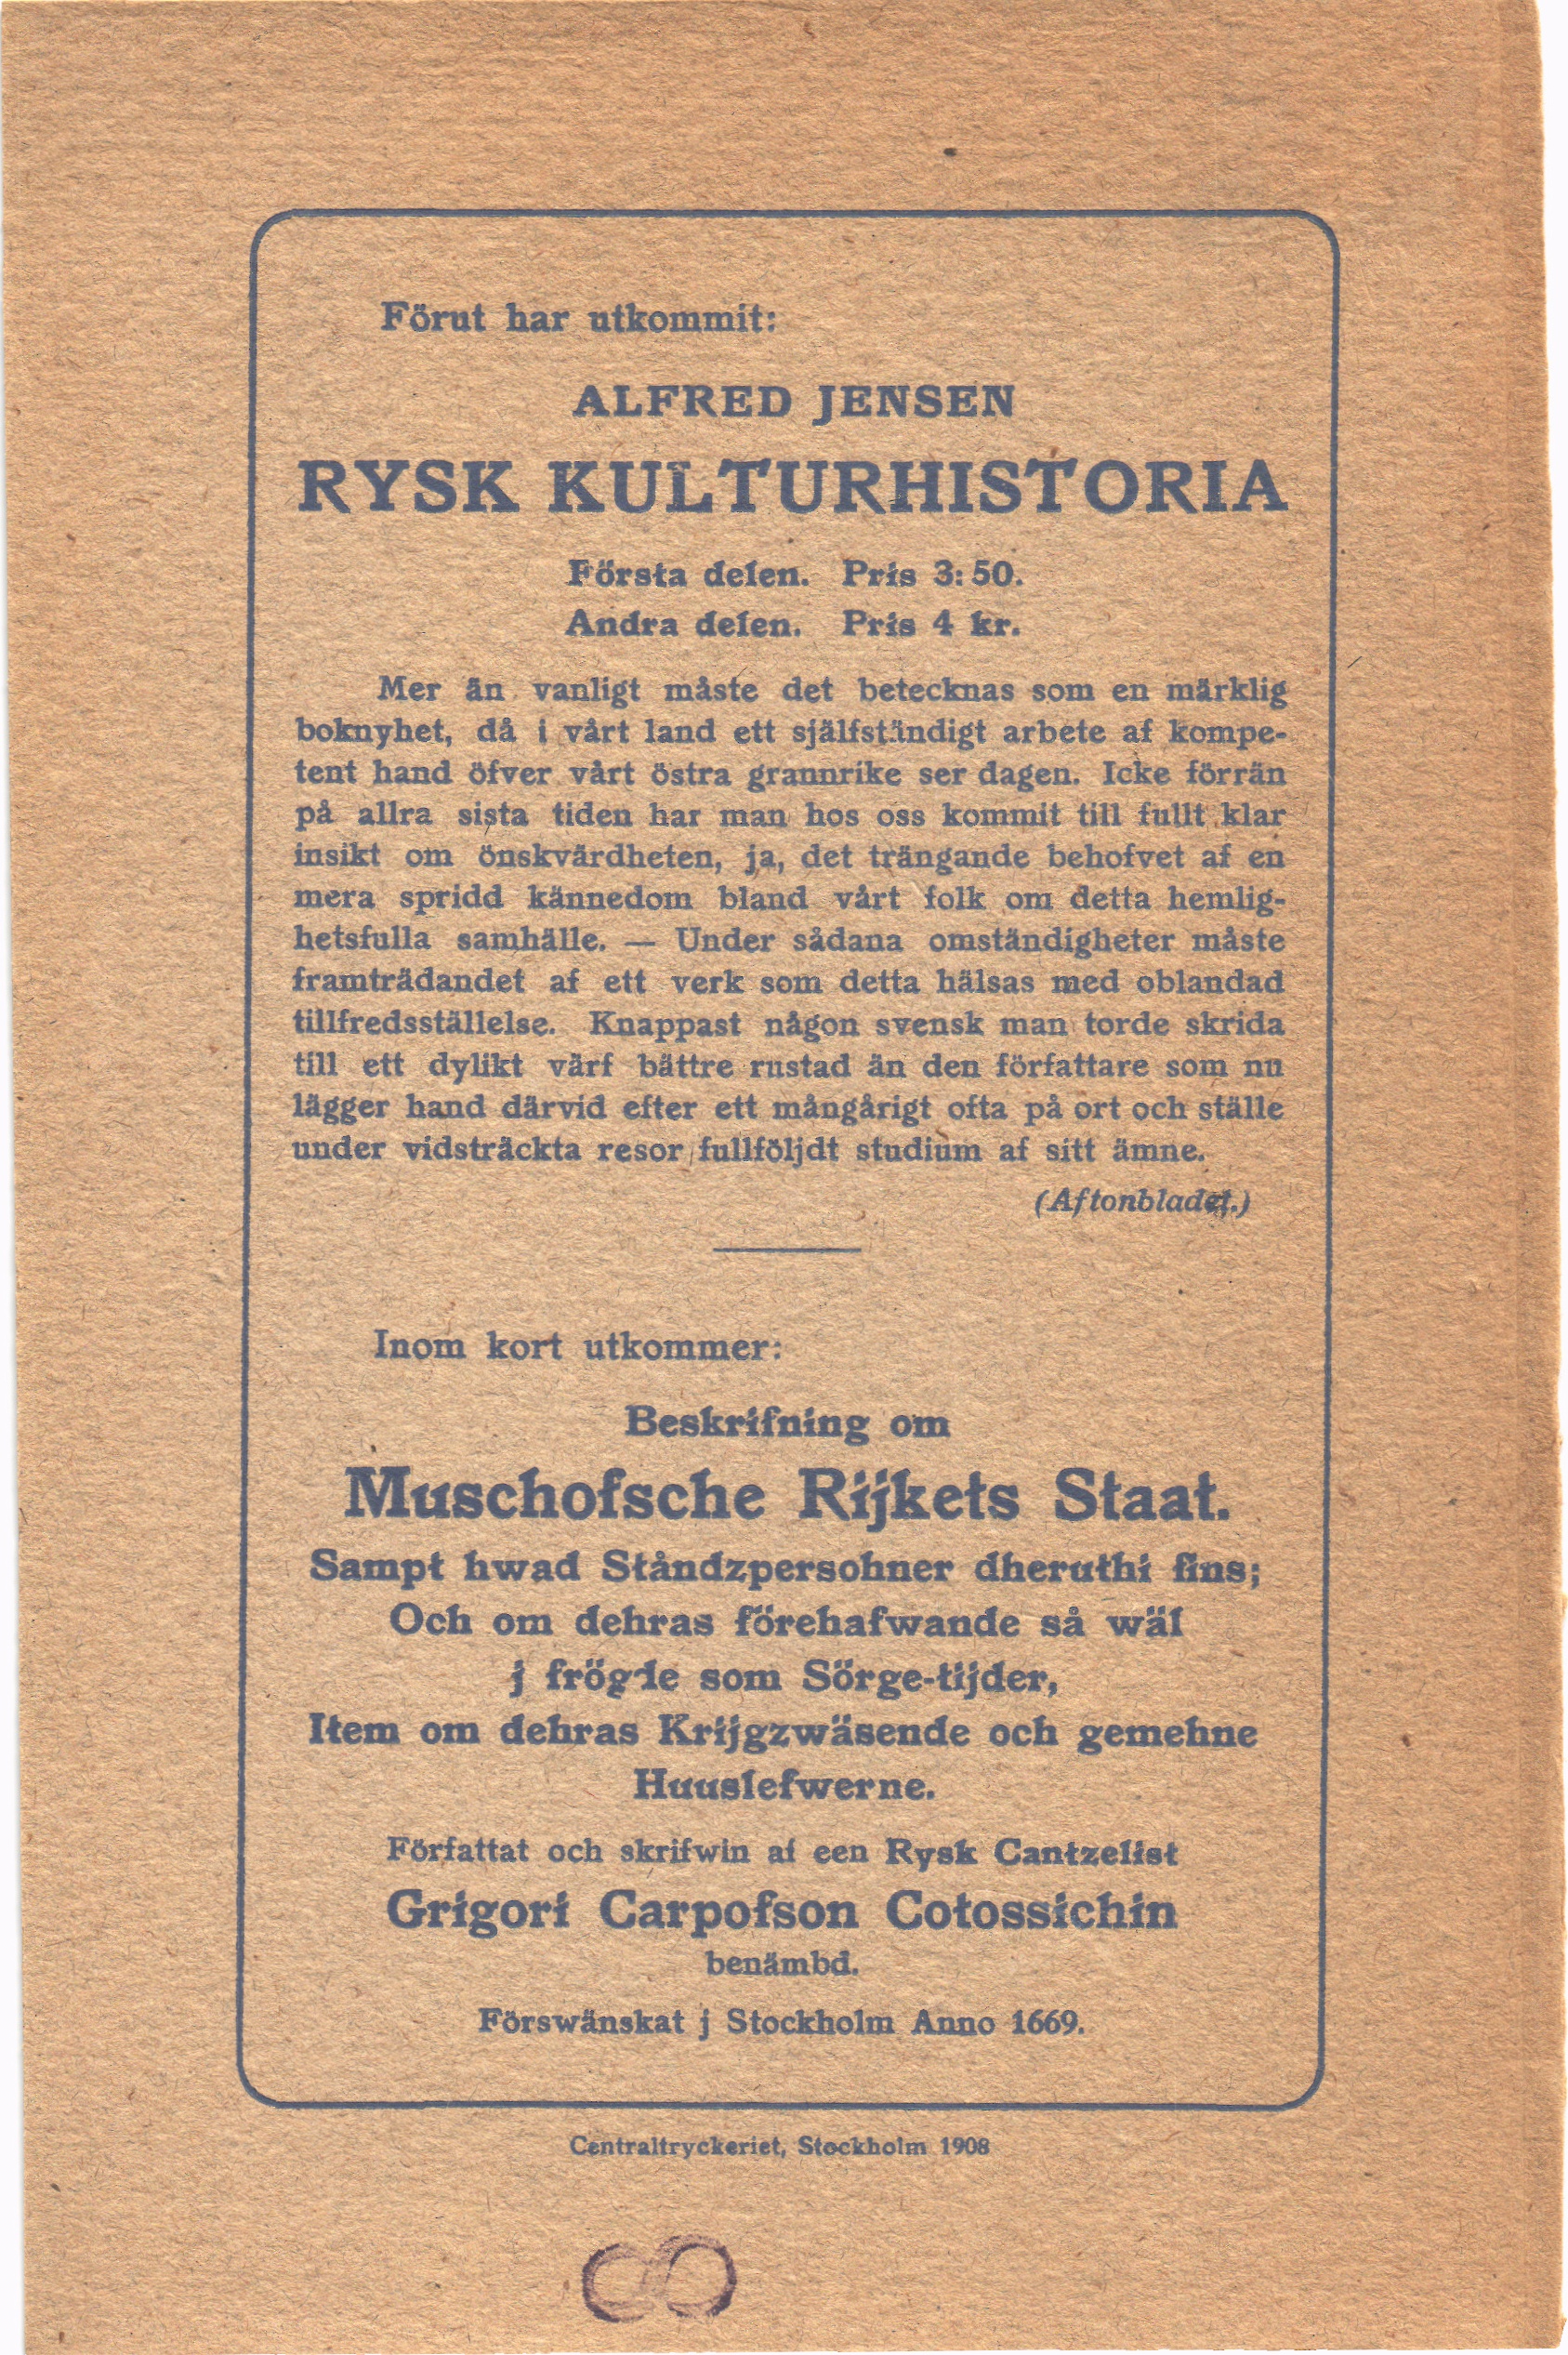 Förut har utkommit:
ALFRED JENSEN
RYSK KULTURHISTORIA
Första delen. Pris 3: 50.
Andra delen. Pris 4 kr.
Mer än vanligt måste det betecknas som en märklig
boknyhet, då i vårt land ett själfständigt arbete af kompe-
tent hand öfver vårt östra grannrike ser dagen. Icke förrän
på allra sista tiden har man hos oss kommit till fullt klar
insikt om önskvärdheten, ja, det trängande behofvet af en
mera spridd kännedom bland vårt folk om detta hemlig-
hetsfulla samhälle. — Under sådana omständigheter måste
framträdandet af ett verk som detta hälsas med oblandad
tillfredsställelse. Knappast någon svensk man torde skrida
till ett dylikt värf bättre rustad än den författare som nu
lägger hand därvid efter ett mångårigt ofta på ort och ställe
under vidsträckta resor fullföljdt studium af sitt ämne.
(Aftonbladet.)
Inom kort utkommer:
Beskrifning om
Muschofsche Rijkets Staat.
Sampt hwad Ståndzpersohner dheruthi fins;
Och om dehras förehafwande så wäl
j frögde som Sörge-tijder,
Item om dehras Krijgzwäsende och gemehne
Huuslefwerne.
Författat och skrifwin af een Rysk Cantzelist
Grigori Carpofson Cotossichin
benämbd.
Förswänskat j Stockholm Anno 1669.
Centraltryckeriet, Stockholm 1908